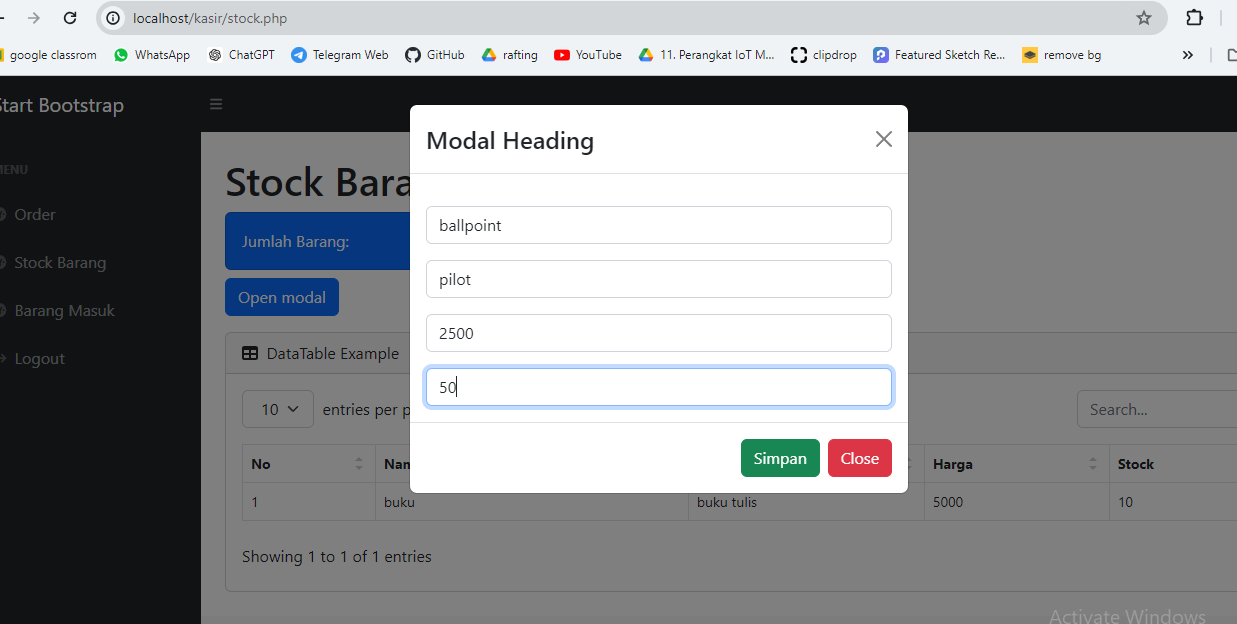 localhost/kasir/stock.php
google classrom WhatsApp ChatGPT Telegram Web GitHub rafting YouTube 11. Perangkat IoT M... clipdrop Featured Sketch Re... remove bg »
Start Bootstrap
Modal Heading
MENU
Stock Bara
Order
ballpoint
Jumlah Barang:
Stock Barang
pilot
Open modal
Barang Masuk
2500
DataTable Example
Logout
50
10 entries per p
Search...
Simpan Close
No Nan Harga Stock
1 buku buku tulis 5000 10
Showing 1 to 1 of 1 entries
Activate Windows